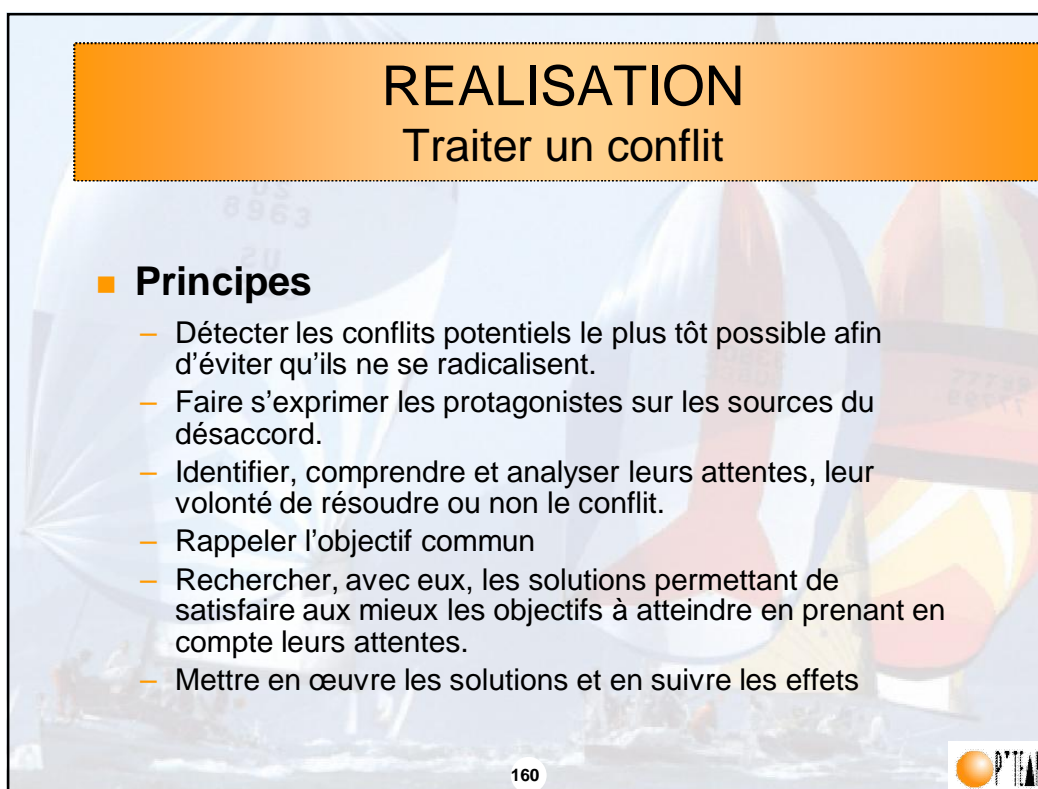 REALISATION
Traiter un conflit
8963
Principes
– Détecter les conflits potentiels le plus tôt possible afin
d’éviter qu’ils ne se radicalisent.
– Faire s’exprimer les protagonistes sur les sources du
désaccord.
– Identifier, comprendre et analyser leurs attentes, leur
volonté de résoudre ou non le conflit.
– Rappeler l’objectif commun
– Rechercher, avec eux, les solutions permettant de
satisfaire aux mieux les objectifs à atteindre en prenant en
compte leurs attentes.
– Mettre en œuvre les solutions et en suivre les effets
160